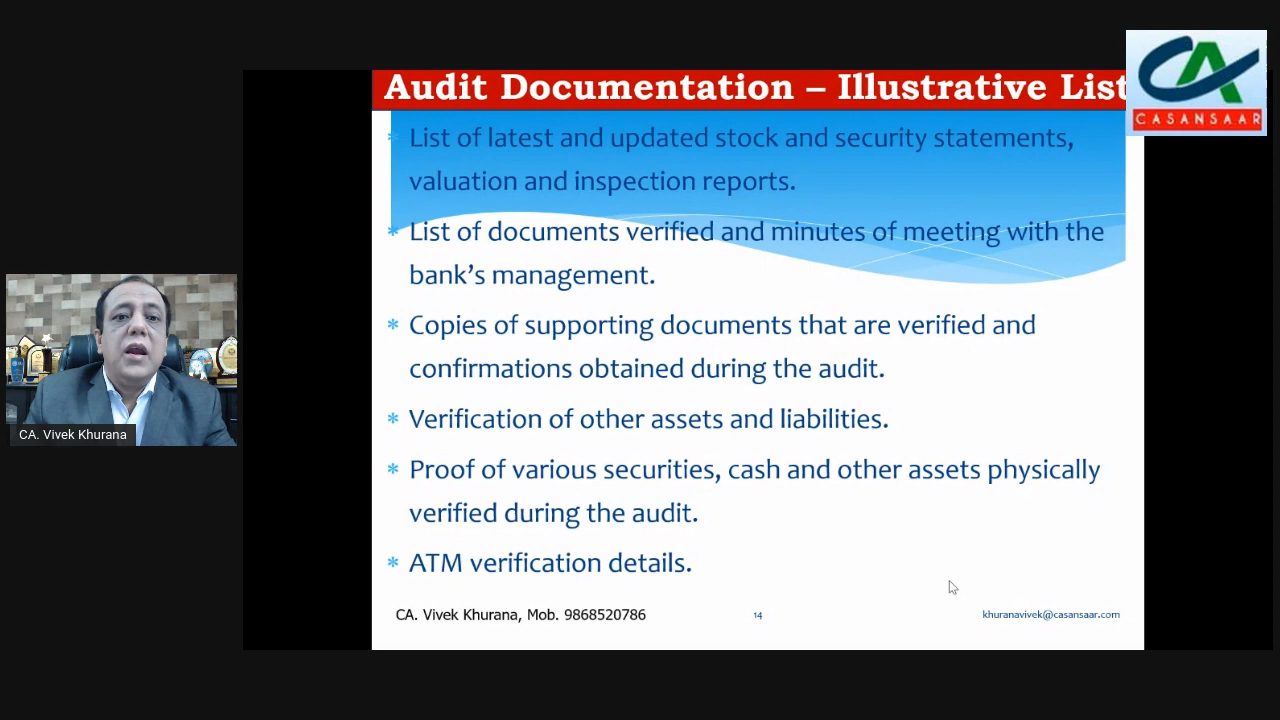 Audit Documentation – Illustrative List
CA
CASANSAAR
* List of latest and updated stock and security statements,
valuation and inspection reports.
* List of documents verified and minutes of meeting with the
bank’s management.
* Copies of supporting documents that are verified and
confirmations obtained during the audit.
* Verification of other assets and liabilities.
* Proof of various securities, cash and other assets physically
verified during the audit.
* ATM verification details.
CA. Vivek Khurana
CA. Vivek Khurana, Mob. 9868520786
14
khuranavivek@casansaar.com